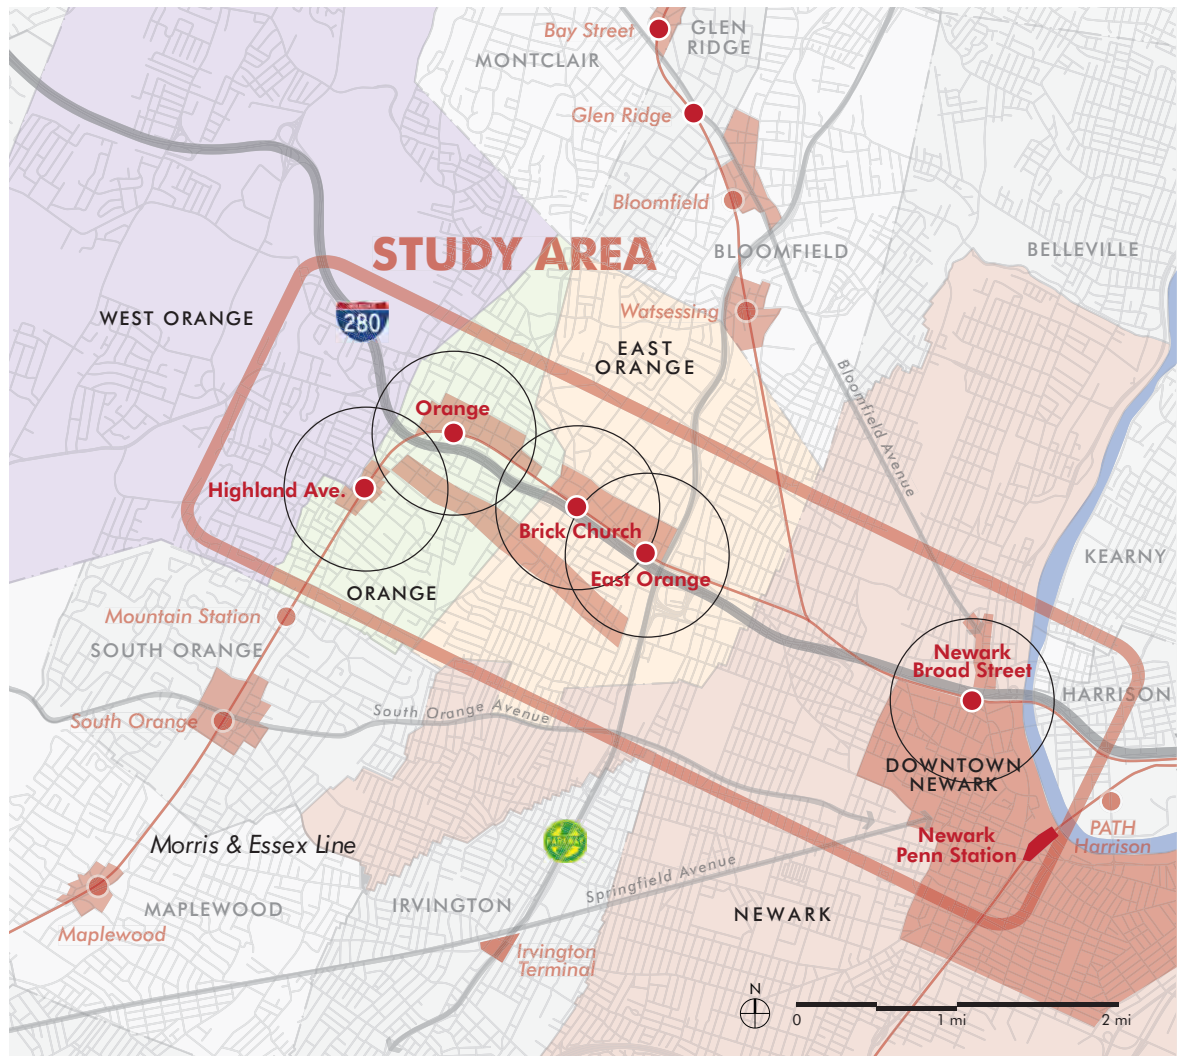 Bay Street
GLEN
RIDGE
MONTCLAIR
Glen Ridge
Bloomfield
BLOOMFIELD
BELLEVILLE
STUDY AREA
WEST ORANGE
280
Watsessing
EAST
ORANGE
Bloomfield Avenue
Orange
Highland Ave.
Brick Church
East Orange
KEARNY
ORANGE
Mountain Station
SOUTH ORANGE
Newark
Broad Street
HARRISON
South Orange
South Orange Avenue
DOWNTOWN
NEWARK
PATH
Harrison
Newark
Penn Station
PARKWAY
Morris & Essex Line
Springfield Avenue
MAPLEWOOD
IRVINGTON
NEWARK
Maplewood
Irvington
Terminal
N
0
1 mi
2 mi